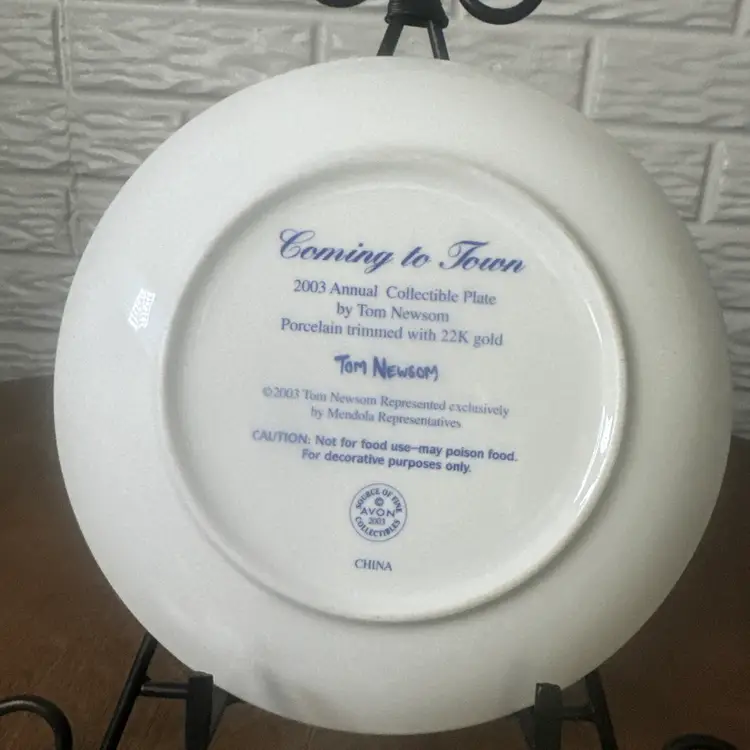 Coming to Town
2003 Annual Collectible Plate
by Tom Newsom
Porcelain trimmed with 22K gold
TOM NEWSOM
©2003 Tom Newsom Represented exclusively
by Mendola Representatives
CAUTION: Not for food use—may poison food.
For decorative purposes only.
SOURCE OF FINE
©
AVON
2003
COLLECTIBLES
CHINA